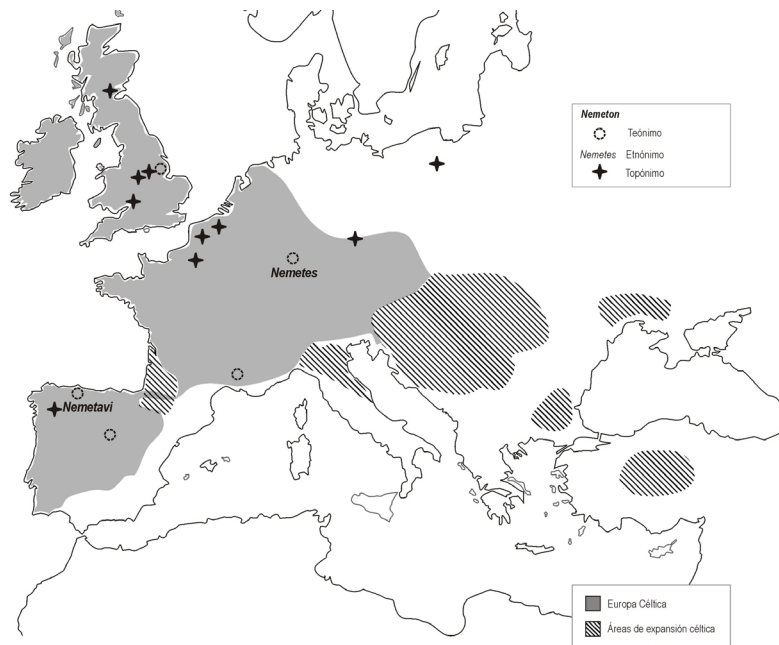 Nemeton
Teónimo
Nemetes Etnónimo
Topónimo
Nemetes
Nemetavi
Europa Céltica
Áreas de expansión céltica